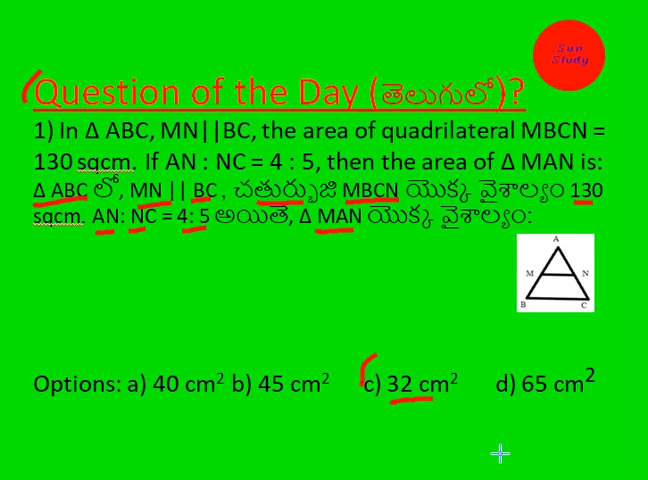 Sun
Study
Question of the Day (తెలుగులో)?
1) In Δ ABC, MN||BC, the area of quadrilateral MBCN =
130 sqcm. If AN : NC = 4 : 5, then the area of Δ MAN is:
Δ ABC లో, MN || BC , చతుర్భుజి MBCN యొక్క వైశాల్యం 130
sqcm. AN: NC = 4: 5 అయితే, Δ MAN యొక్క వైశాల్యం:
A
M N
B C
Options: a) 40 cm² b) 45 cm² c) 32 cm² d) 65 cm²